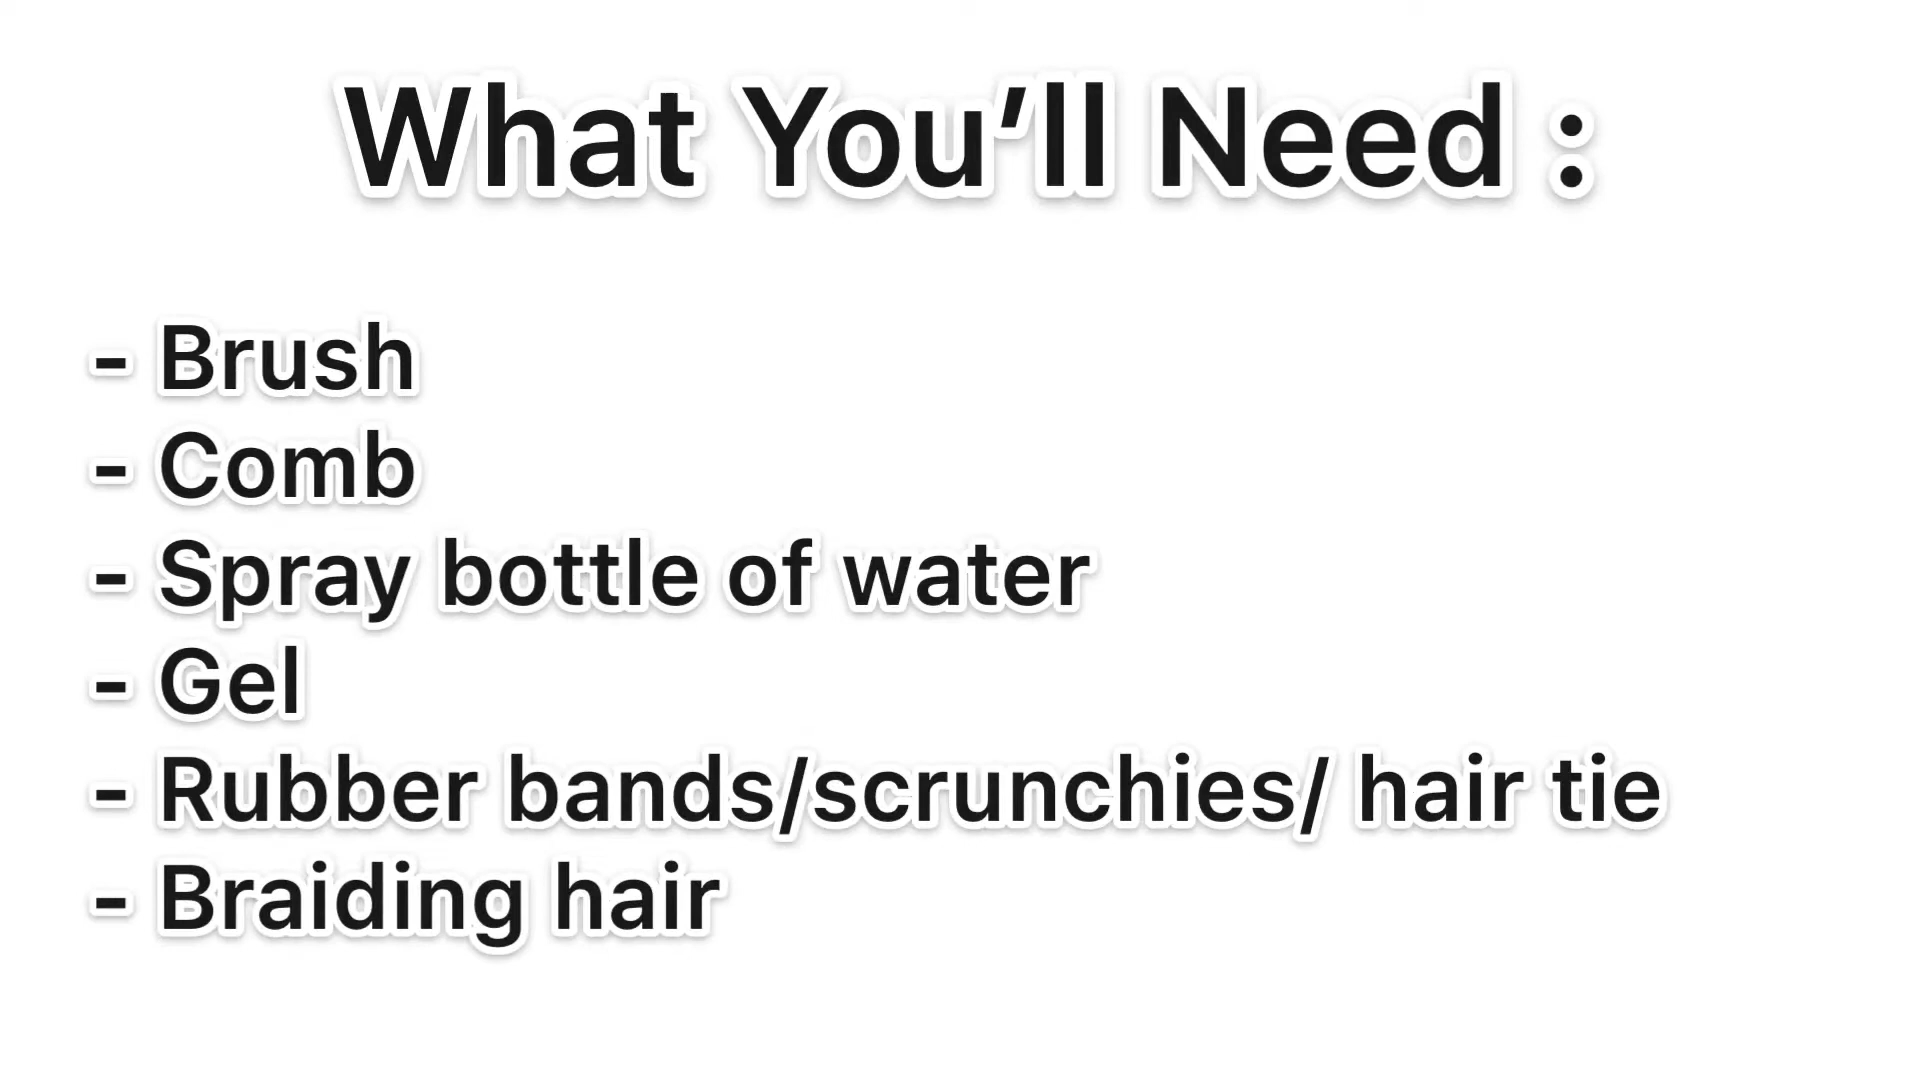 What You’ll Need :
- Brush
- Comb
- Spray bottle of water
- Gel
- Rubber bands/scrunchies/ hair tie
- Braiding hair